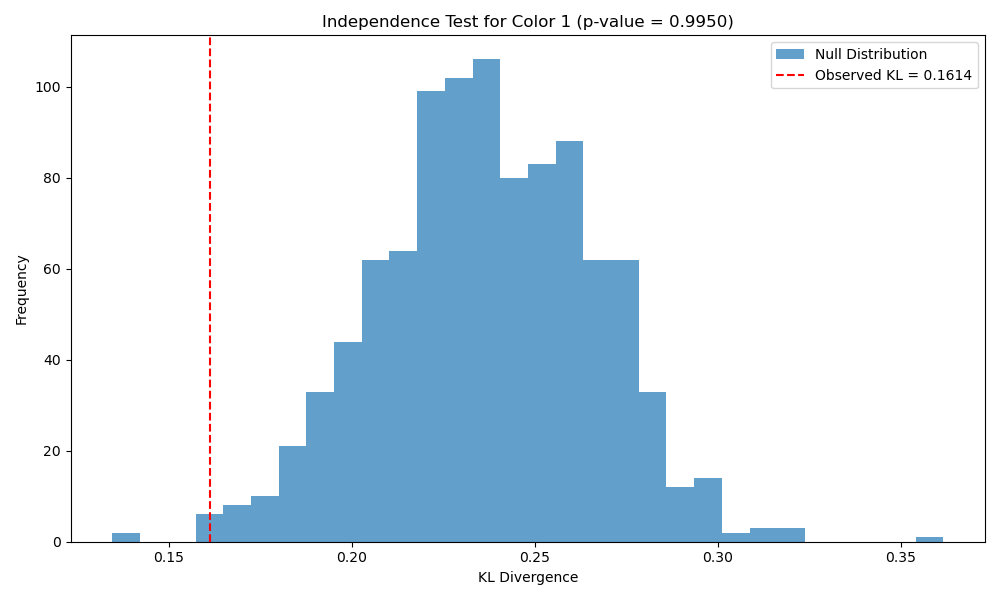 Independence Test for Color 1 (p-value = 0.9950)
Null Distribution
Observed KL = 0.1614
Frequency
100
80
60
40
20
0
0.15 0.20 0.25 0.30 0.35
KL Divergence